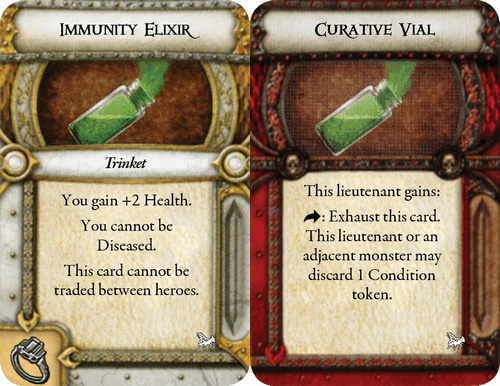 Immunity Elixir
Trinket
You gain +2 Health.
You cannot be
Diseased.
This card cannot be
traded between heroes.
Curative Vial
This lieutenant gains:
: Exhaust this card.
This lieutenant or an
adjacent monster may
discard 1 Condition
token.